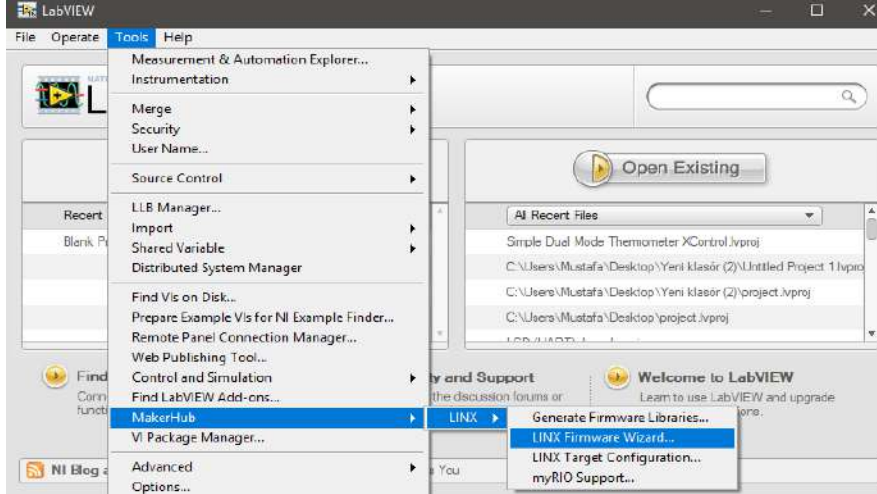 LabVIEW
File Operate Tools Help
Measurement & Automation Explorer...
Instrumentation
Merge
Security
User Name...
Source Control
LLB Manager...
Import
Shared Variable
Distributed System Manager
Find VIs on Disk...
Prepare Example VIs for NI Example Finder...
Remote Panel Connection Manager...
Web Publishing Tool...
Control and Simulation
Find LabVIEW Add-ons...
MakerHub
VI Package Manager...
Advanced
Options...
LINX
Generate Firmware Libraries...
LINX Firmware Wizard...
LINX Target Configuration...
myRIO Support...
Open Existing
Recent
All Recent Files
Blank
Simple Dual Mode Thermometer XControl.lvproj
C:\Users\Mustafa\Desktop\Yeni klasör (2)\Untitled Project 1.lvpro
C:\Users\Mustafa\Desktop\Yeni klasör (2)\project.lvproj
C:\Users\Mustafa\Desktop\project.lvproj
Find
and Support
the discussion forums or
Welcome to LabVIEW
Learn to use LabVIEW and upgrade
NI Blog
You